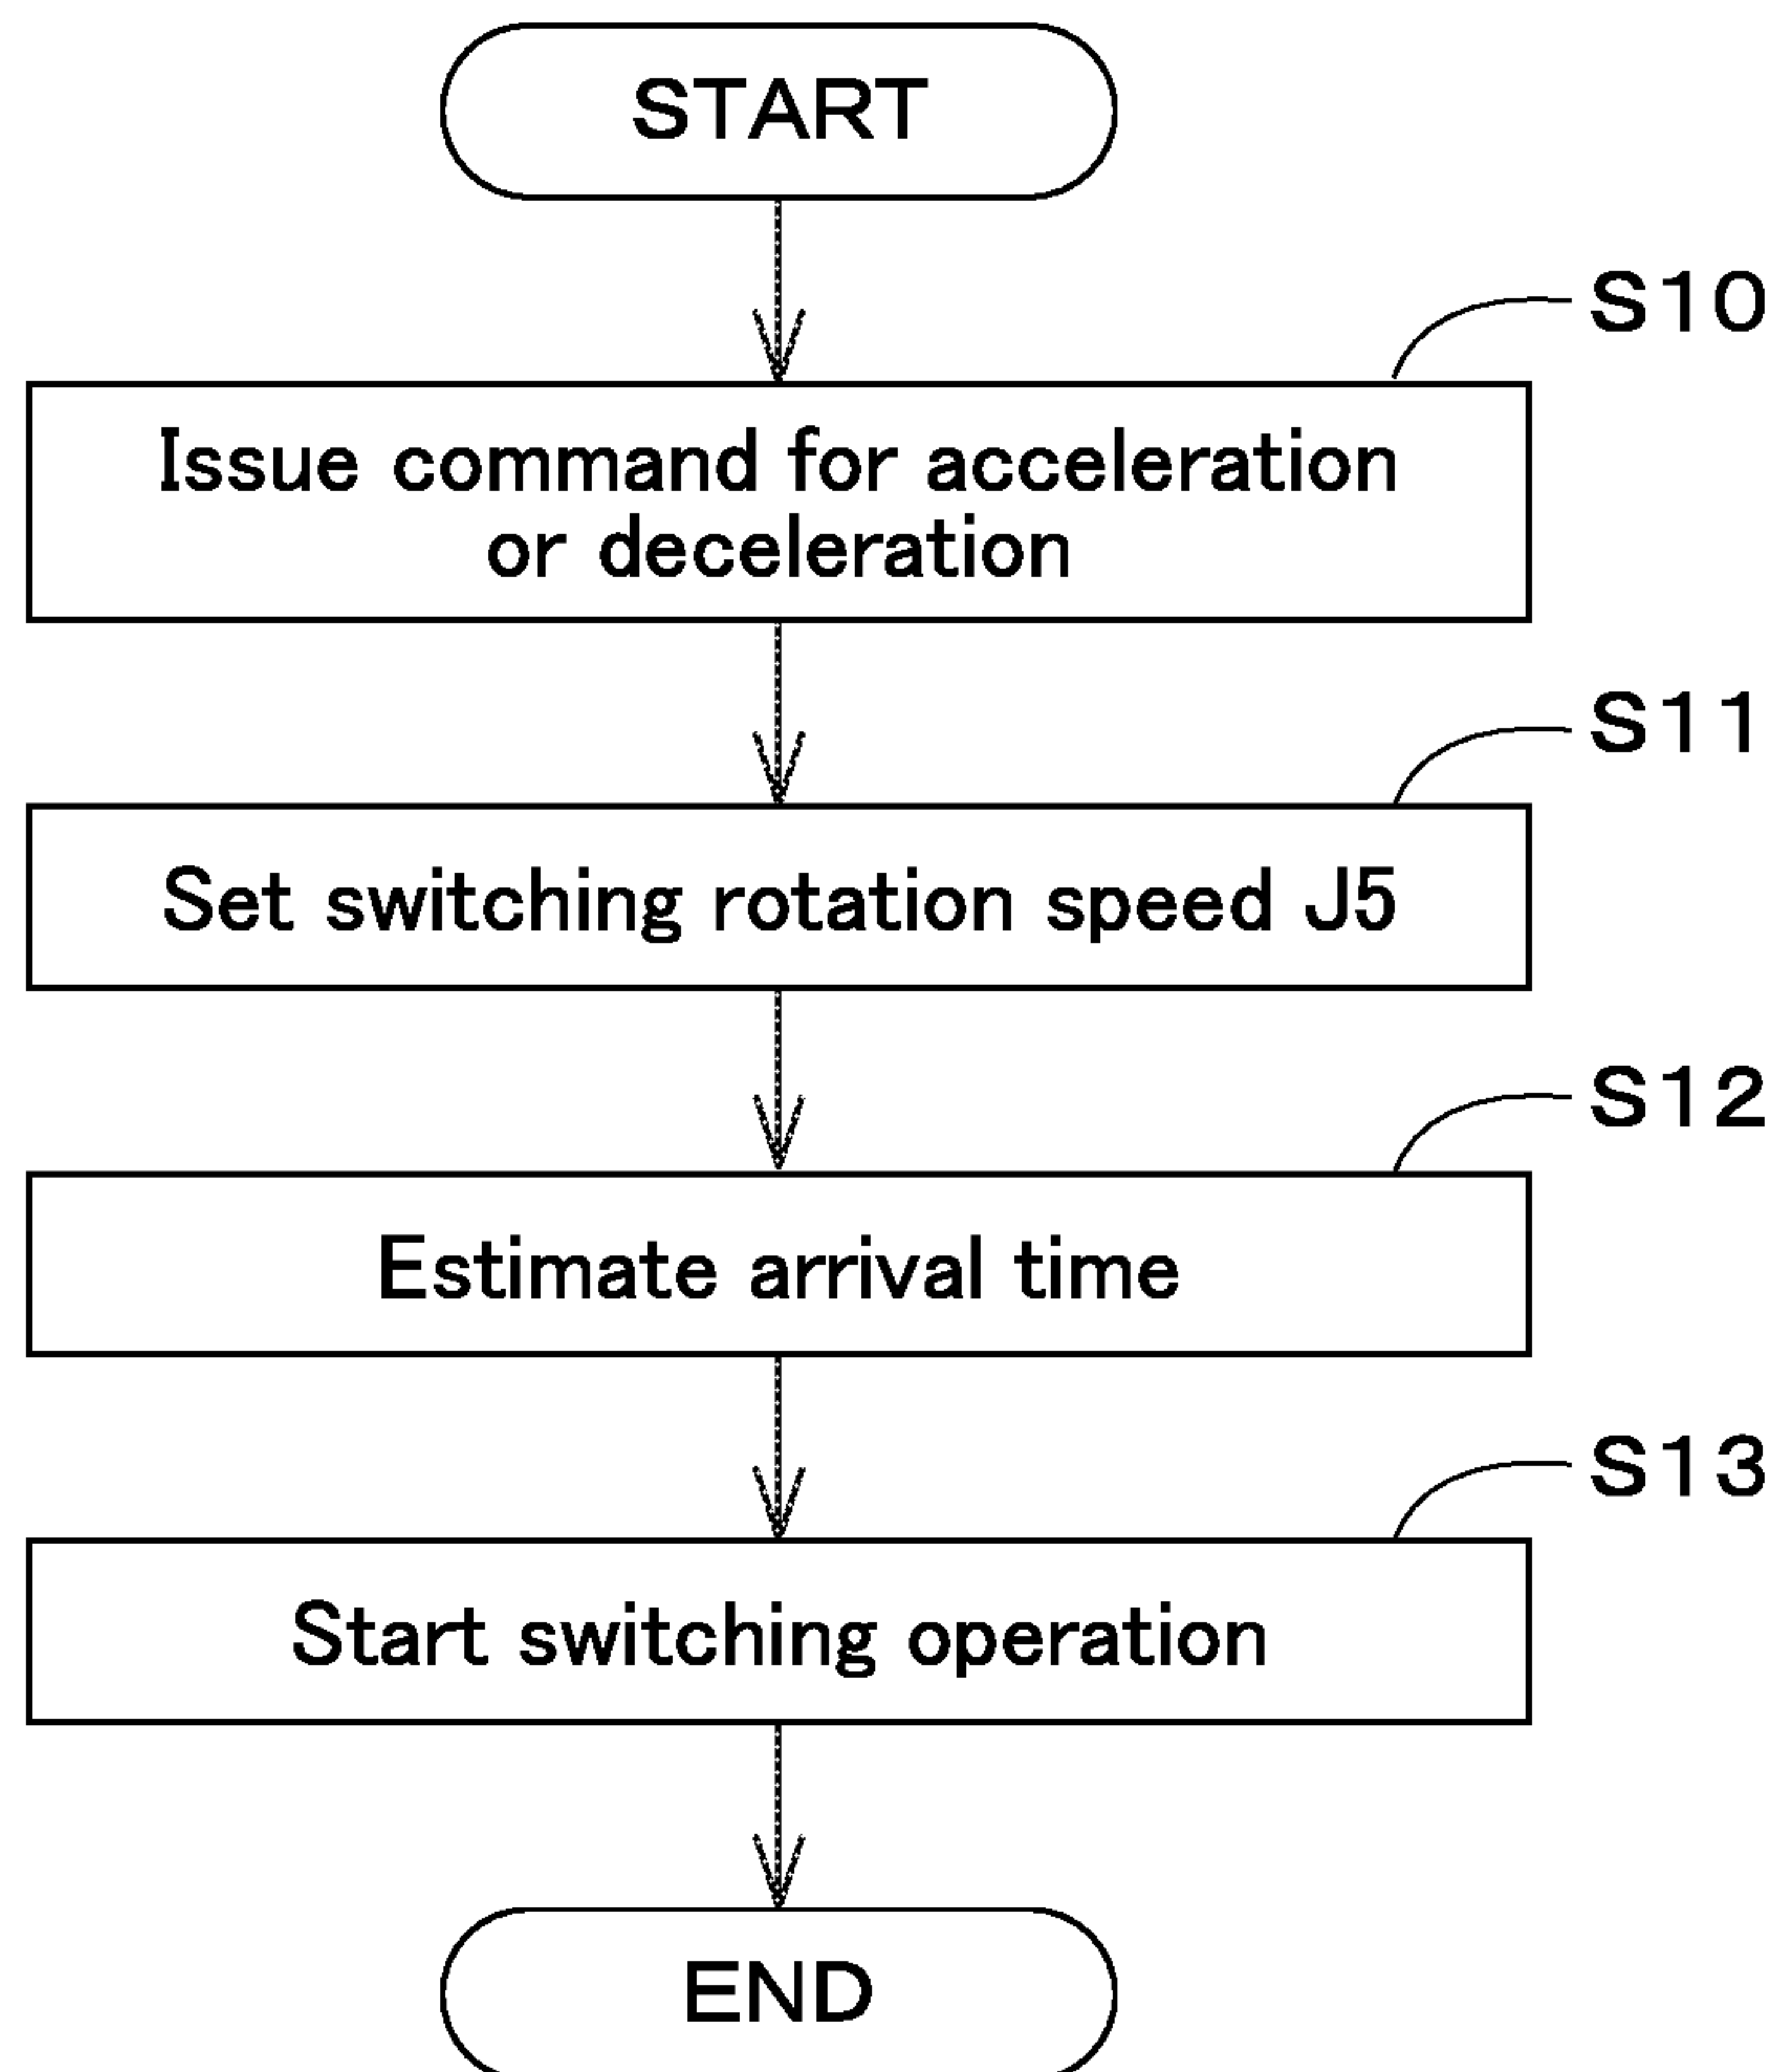 START
S10
Issue command for acceleration
or deceleration
S11
Set switching rotation speed J5
S12
Estimate arrival time
S13
Start switching operation
END